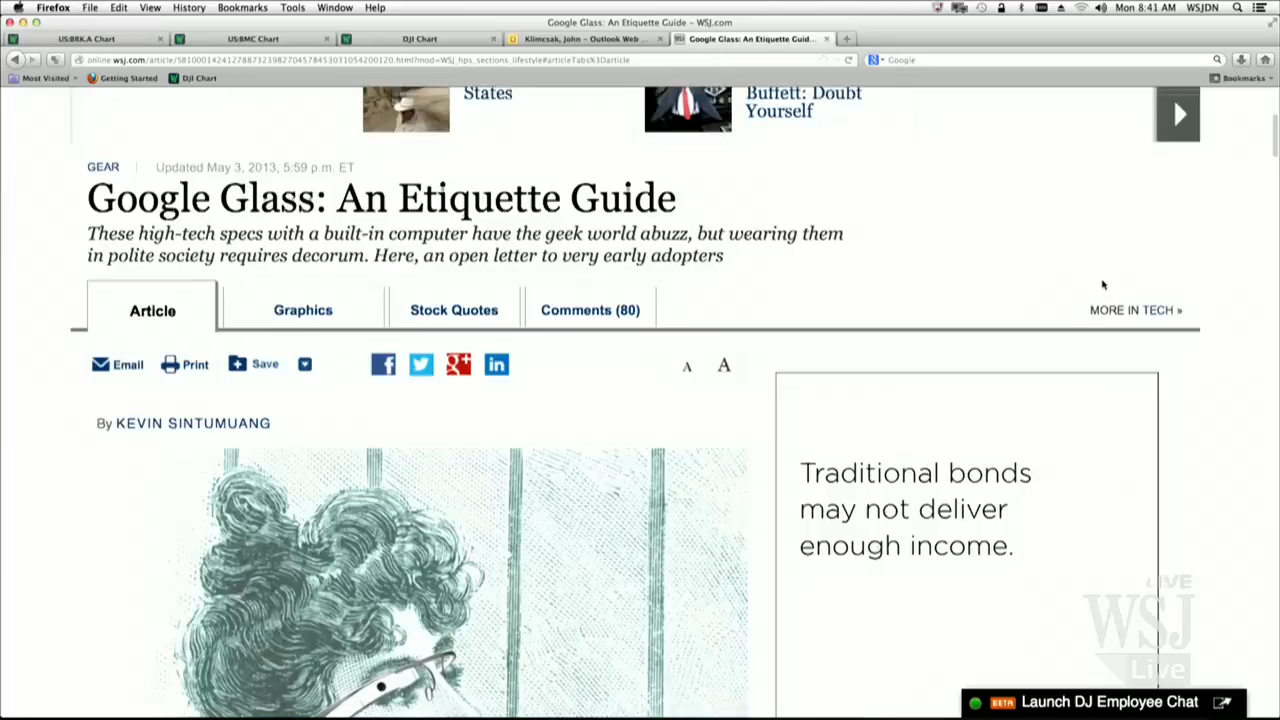 Firefox File Edit View History Bookmarks Tools Window Help Mon 8:41 AM WSJDN
Google Glass: An Etiquette Guide – WSJ.com
US:BRK.A Chart US:BMC Chart DJI Chart Klimcsak, John – Outlook Web ... Google Glass: An Etiquette Guid...
Google
Most Visited Getting Started DJI Chart Bookmarks
States
Buffett: Doubt
Yourself
GEAR Updated May 3, 2013, 5:59 p.m. ET
Google Glass: An Etiquette Guide
These high-tech specs with a built-in computer have the geek world abuzz, but wearing them
in polite society requires decorum. Here, an open letter to very early adopters
Article Graphics Stock Quotes Comments (80) MORE IN TECH »
Email Print Save f g+ in A A
By KEVIN SINTUMUANG
Traditional bonds
may not deliver
enough income.
LIVE
WSJ
Live
BETA Launch DJ Employee Chat